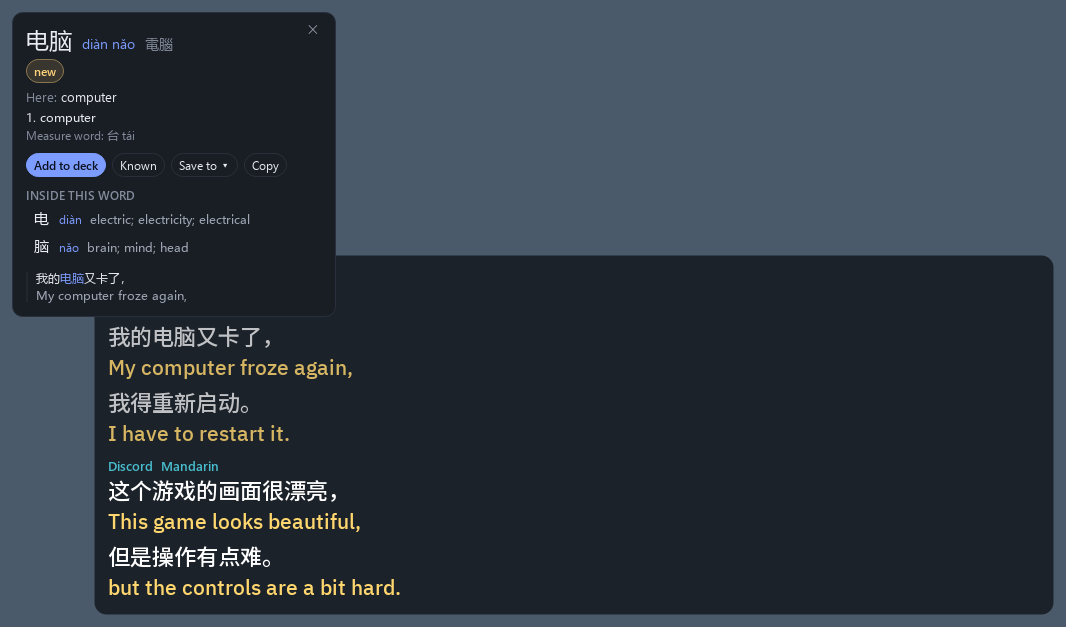 电脑 diàn nǎo 電腦
new
Here: computer
1. computer
Measure word: 台 tái
Add to deck Known Save to ▾ Copy
INSIDE THIS WORD
电 diàn electric; electricity; electrical
脑 nǎo brain; mind; head
我的电脑又卡了，
My computer froze again,
我的电脑又卡了，
My computer froze again,
我得重新启动。
I have to restart it.
Discord Mandarin
这个游戏的画面很漂亮，
This game looks beautiful,
但是操作有点难。
but the controls are a bit hard.